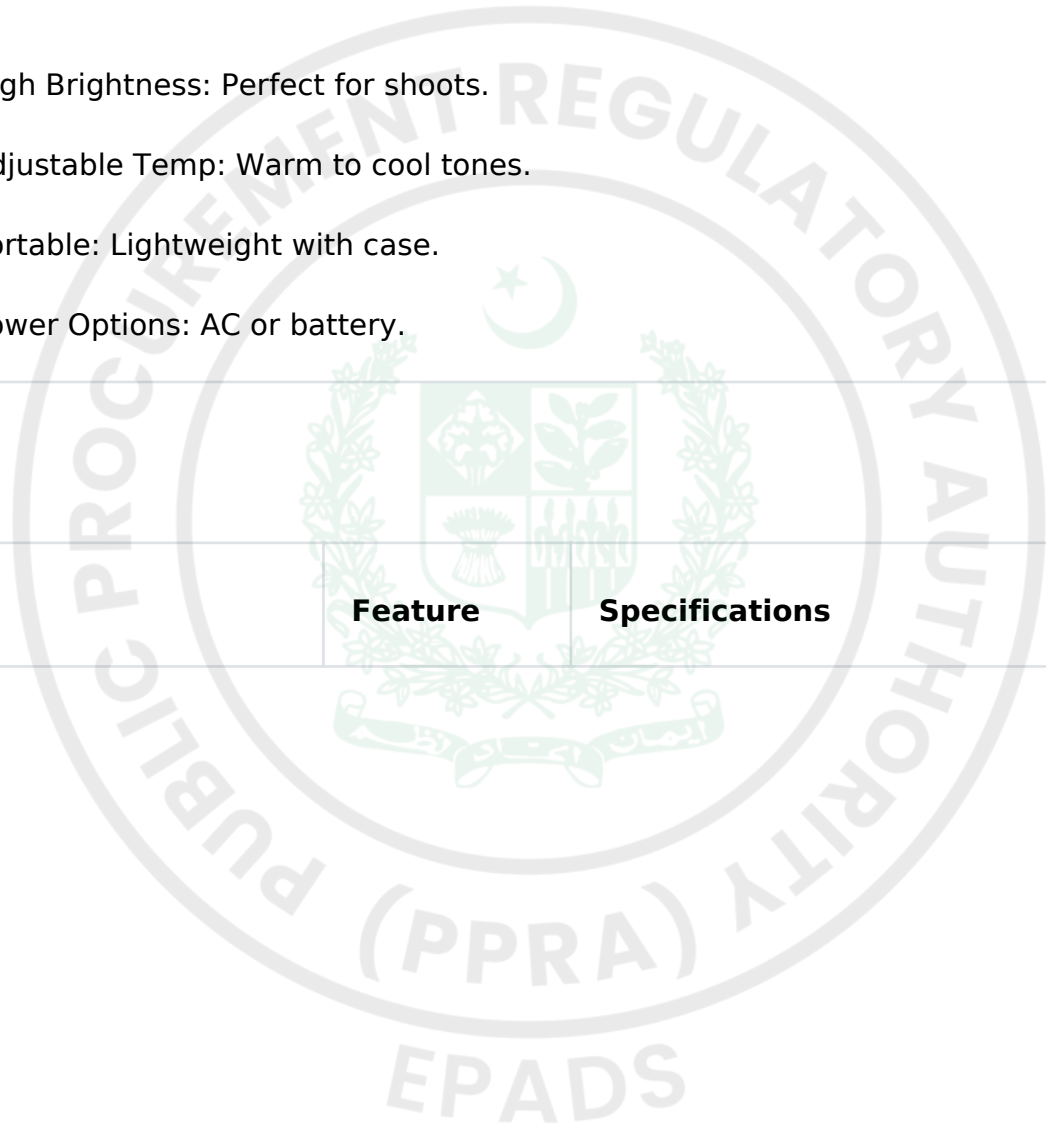 gh Brightness: Perfect for shoots.
djustable Temp: Warm to cool tones.
ortable: Lightweight with case.
ower Options: AC or battery.
Feature Specifications
PUBLIC PROCUREMENT REGULATORY AUTHORITY
(PPRA)
EPADS